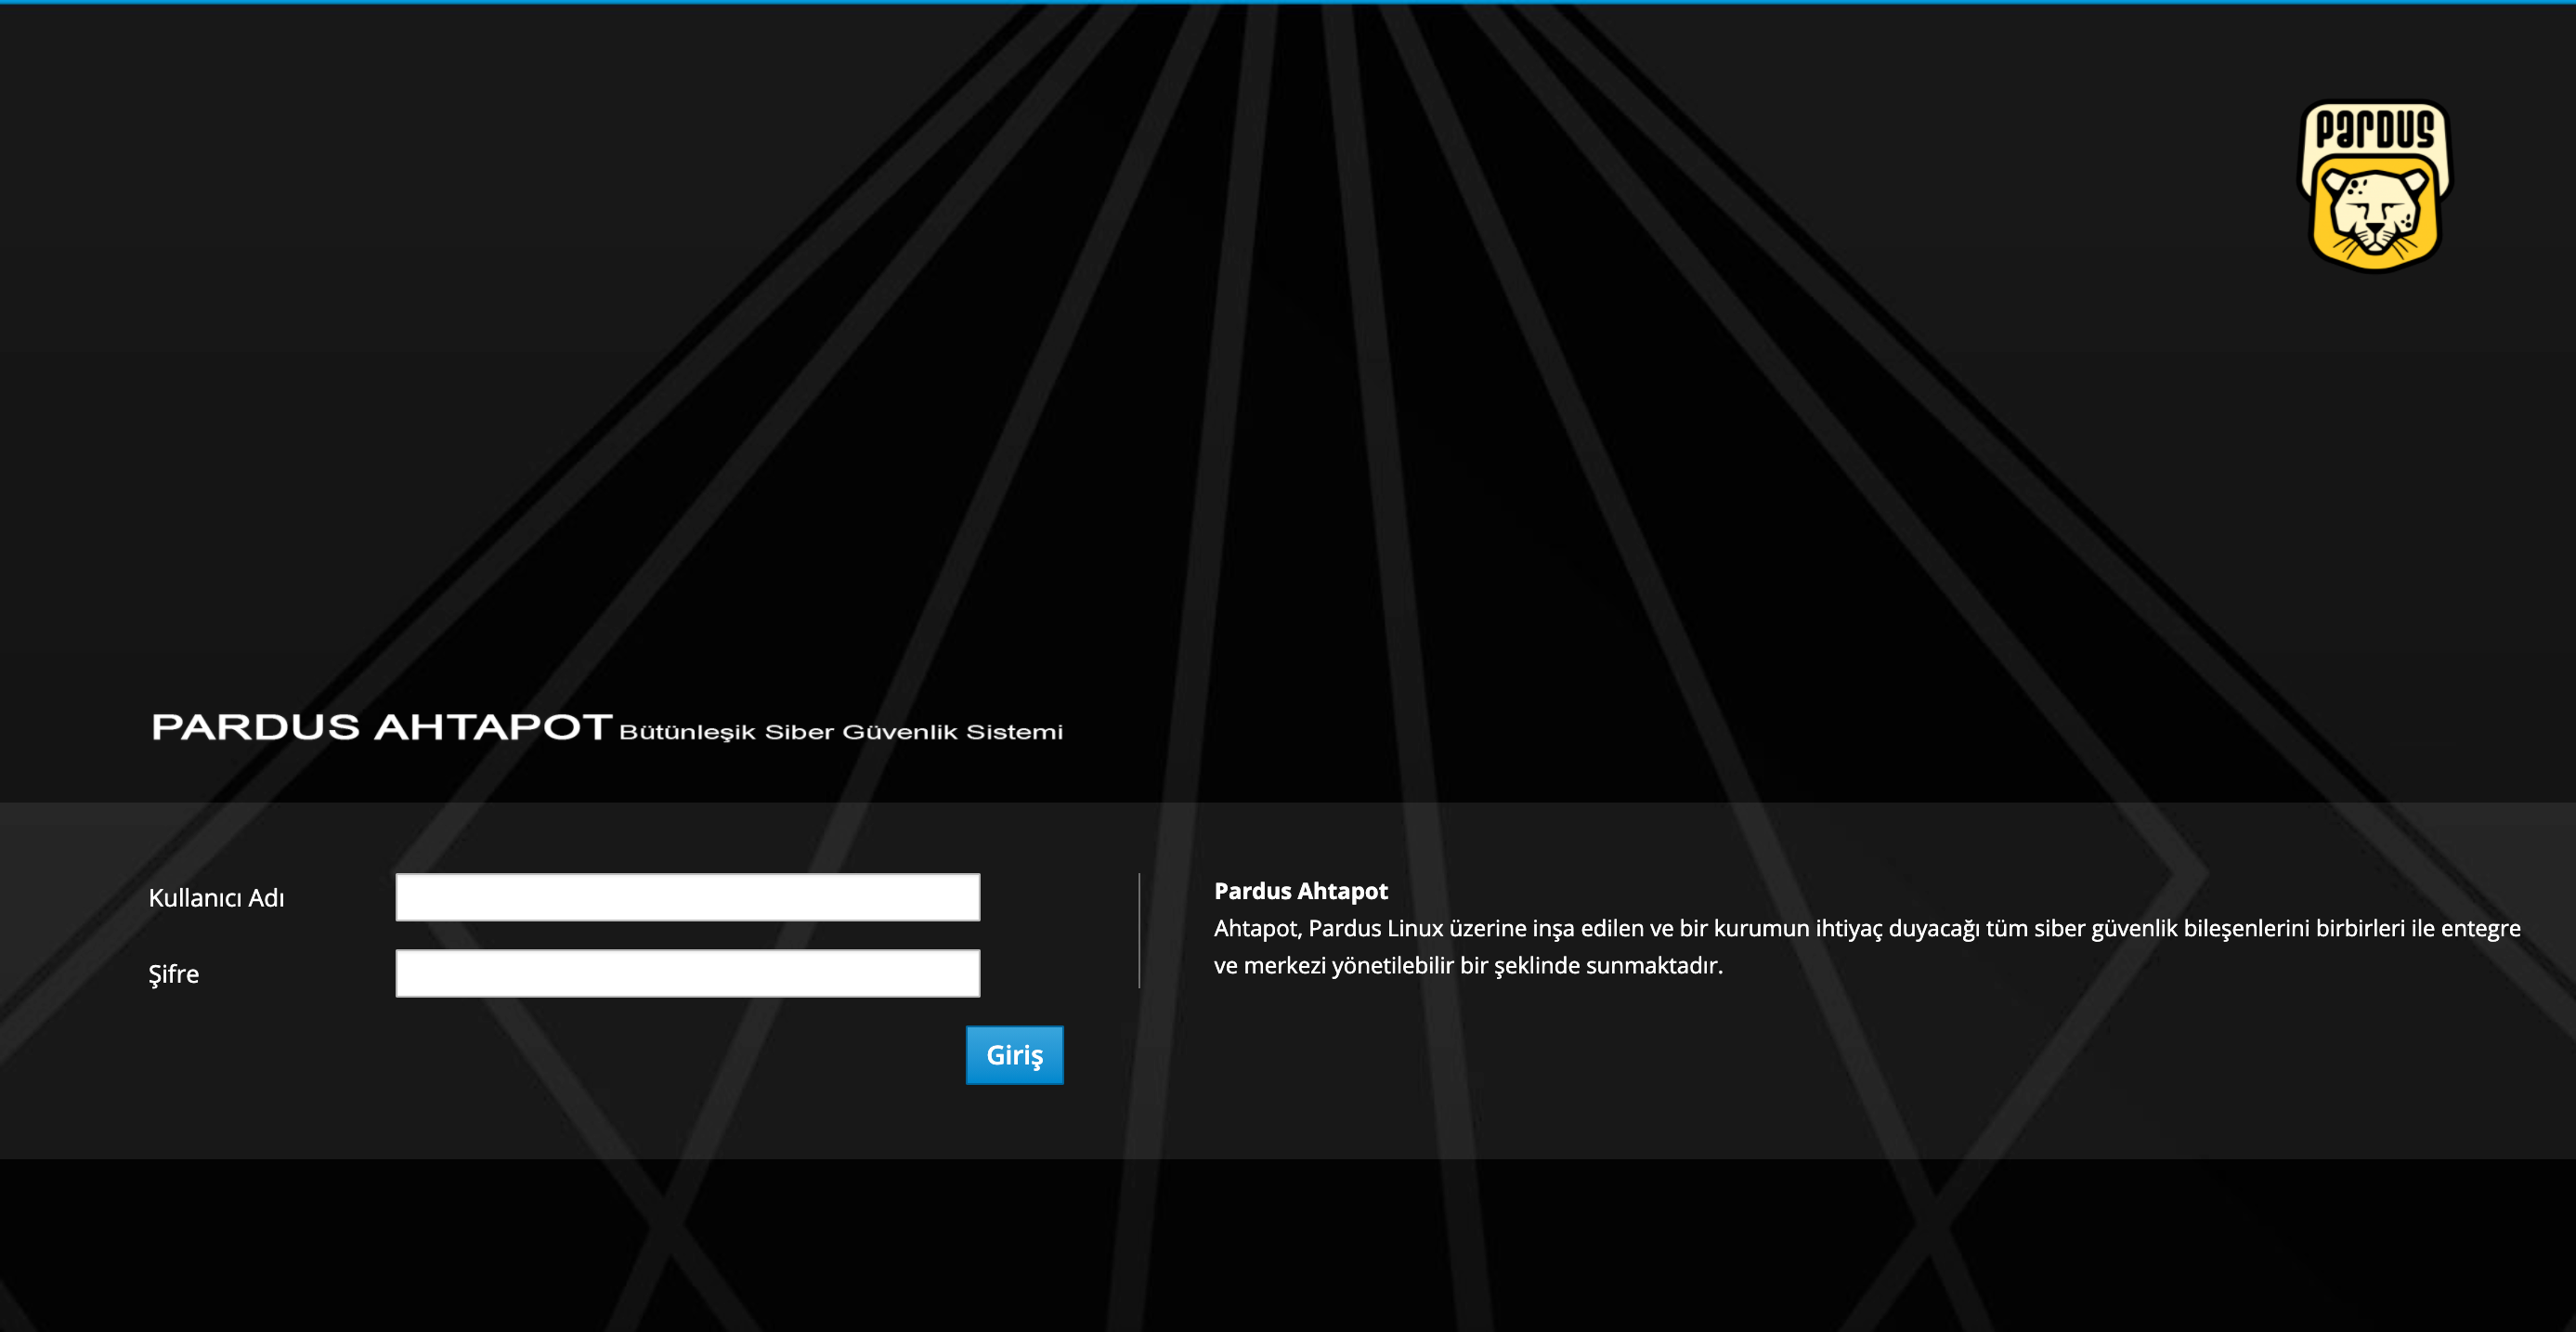 PARDUS
PARDUS AHTAPOT Bütünleşik Siber Güvenlik Sistemi
Kullanıcı Adı
Şifre
Giriş
Pardus Ahtapot
Ahtapot, Pardus Linux üzerine inşa edilen ve bir kurumun ihtiyaç duyacağı tüm siber güvenlik bileşenlerini birbirleri ile entegre
ve merkezi yönetilebilir bir şeklinde sunmaktadır.